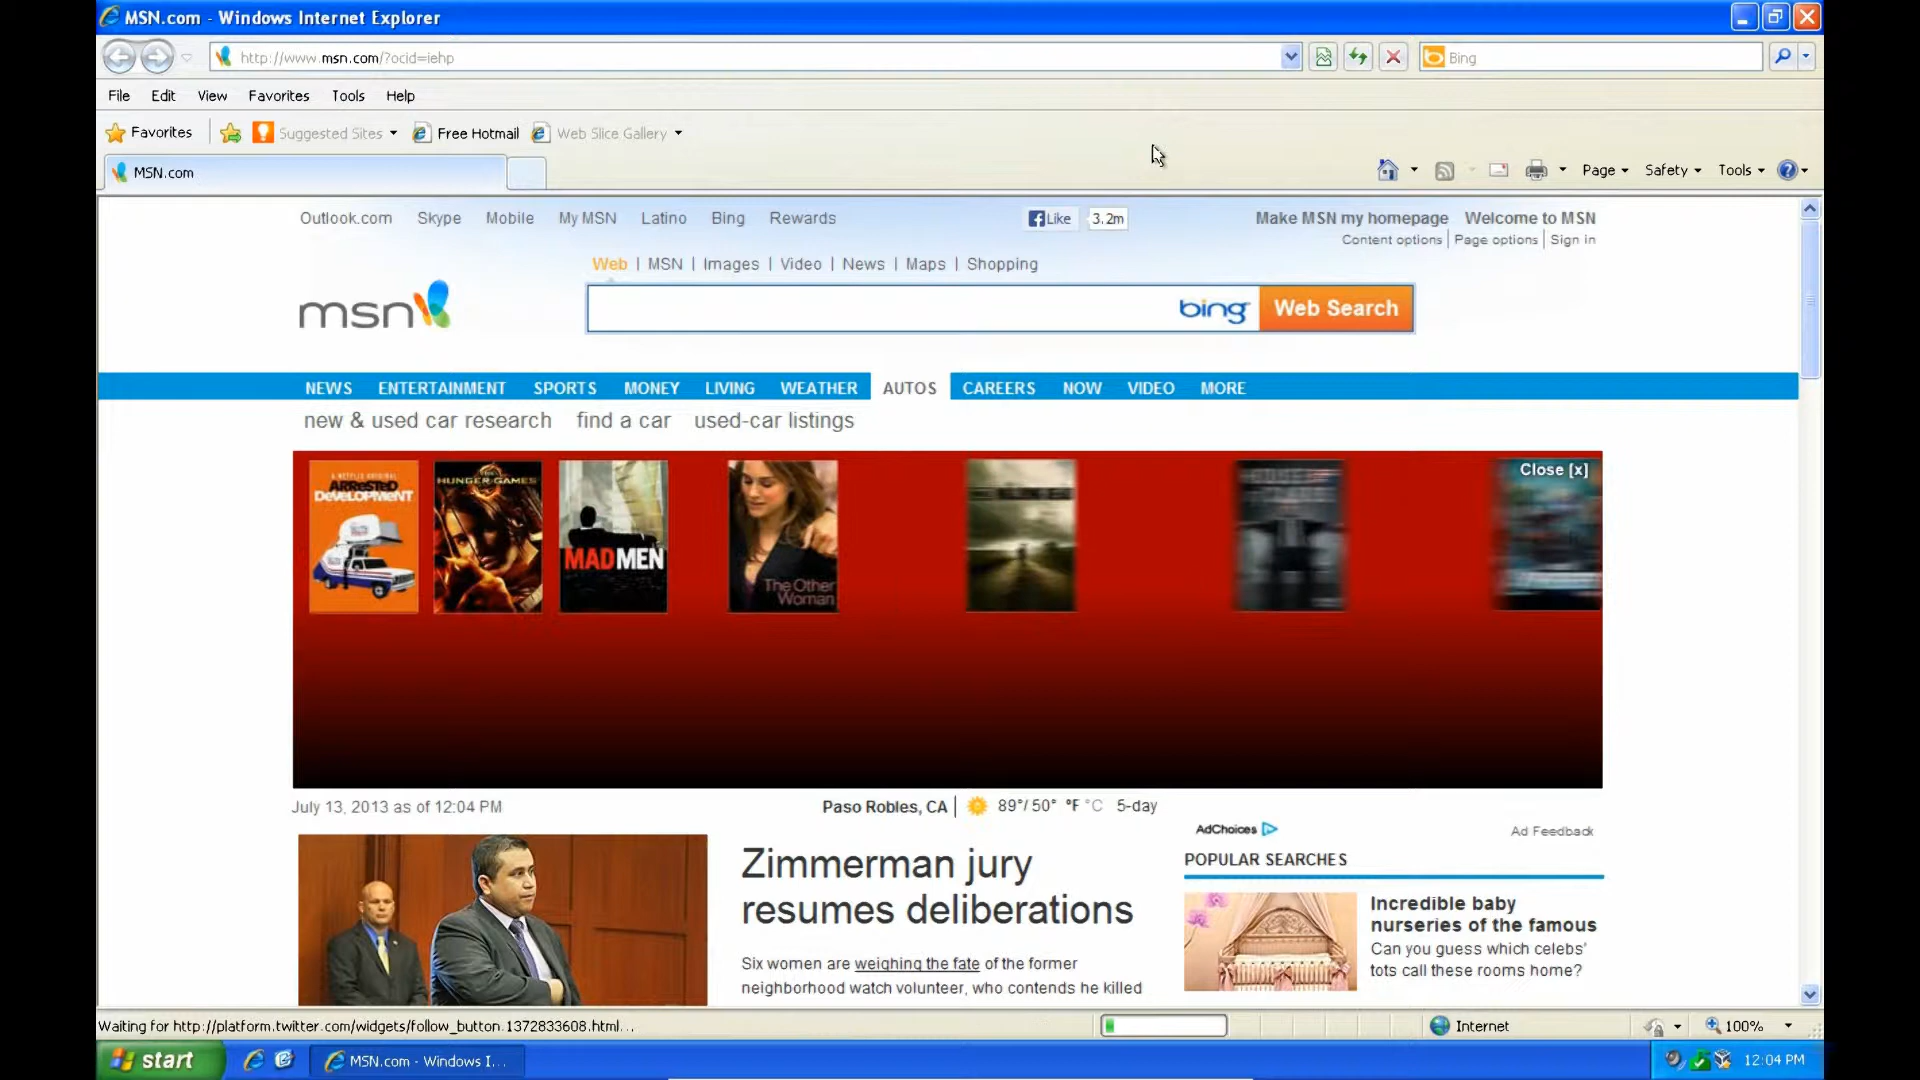 MSN.com - Windows Internet Explorer
http://www.msn.com/?ocid=iehp
Bing
File Edit View Favorites Tools Help
Favorites Suggested Sites Free Hotmail Web Slice Gallery
MSN.com
Page Safety Tools
Outlook.com Skype Mobile My MSN Latino Bing Rewards
Like 3.2m
Make MSN my homepage Welcome to MSN
Content options | Page options | Sign in
Web | MSN | Images | Video | News | Maps | Shopping
msn
bing Web Search
NEWS ENTERTAINMENT SPORTS MONEY LIVING WEATHER AUTOS CAREERS NOW VIDEO MORE
new & used car research find a car used-car listings
Close [x]
A NETFLIX ORIGINAL
ARRESTED
DEVELOPMENT
HUNGER GAMES
MADMEN
The Other
Woman
July 13, 2013 as of 12:04 PM
Paso Robles, CA | 89°/ 50° °F °C 5-day
AdChoices
Ad Feedback
Zimmerman jury
resumes deliberations
Six women are weighing the fate of the former
neighborhood watch volunteer, who contends he killed
POPULAR SEARCHES
Incredible baby
nurseries of the famous
Can you guess which celebs'
tots call these rooms home?
Waiting for http://platform.twitter.com/widgets/follow_button.1372833608.html...
Internet
100%
start
MSN.com - Windows I...
12:04 PM